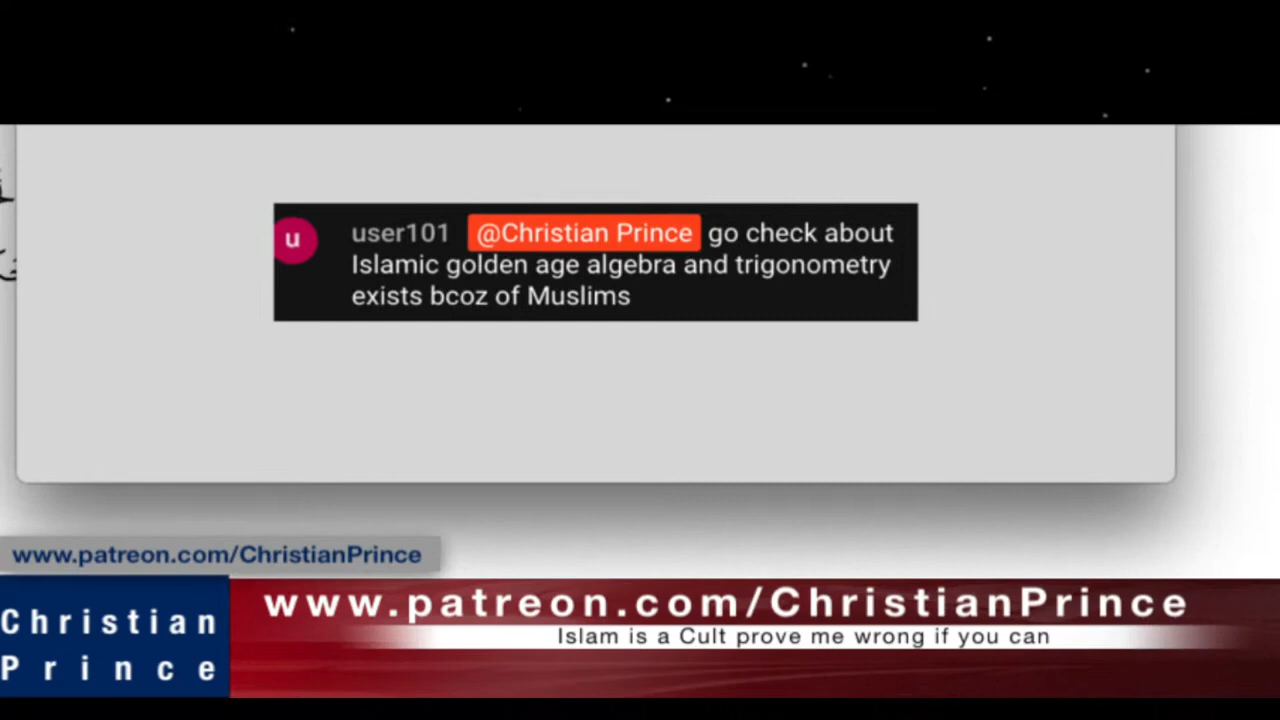 u
user101 @Christian Prince go check about
Islamic golden age algebra and trigonometry
exists bcoz of Muslims
www.patreon.com/ChristianPrince
Christian
Prince
www.patreon.com/ChristianPrince
Islam is a Cult prove me wrong if you can